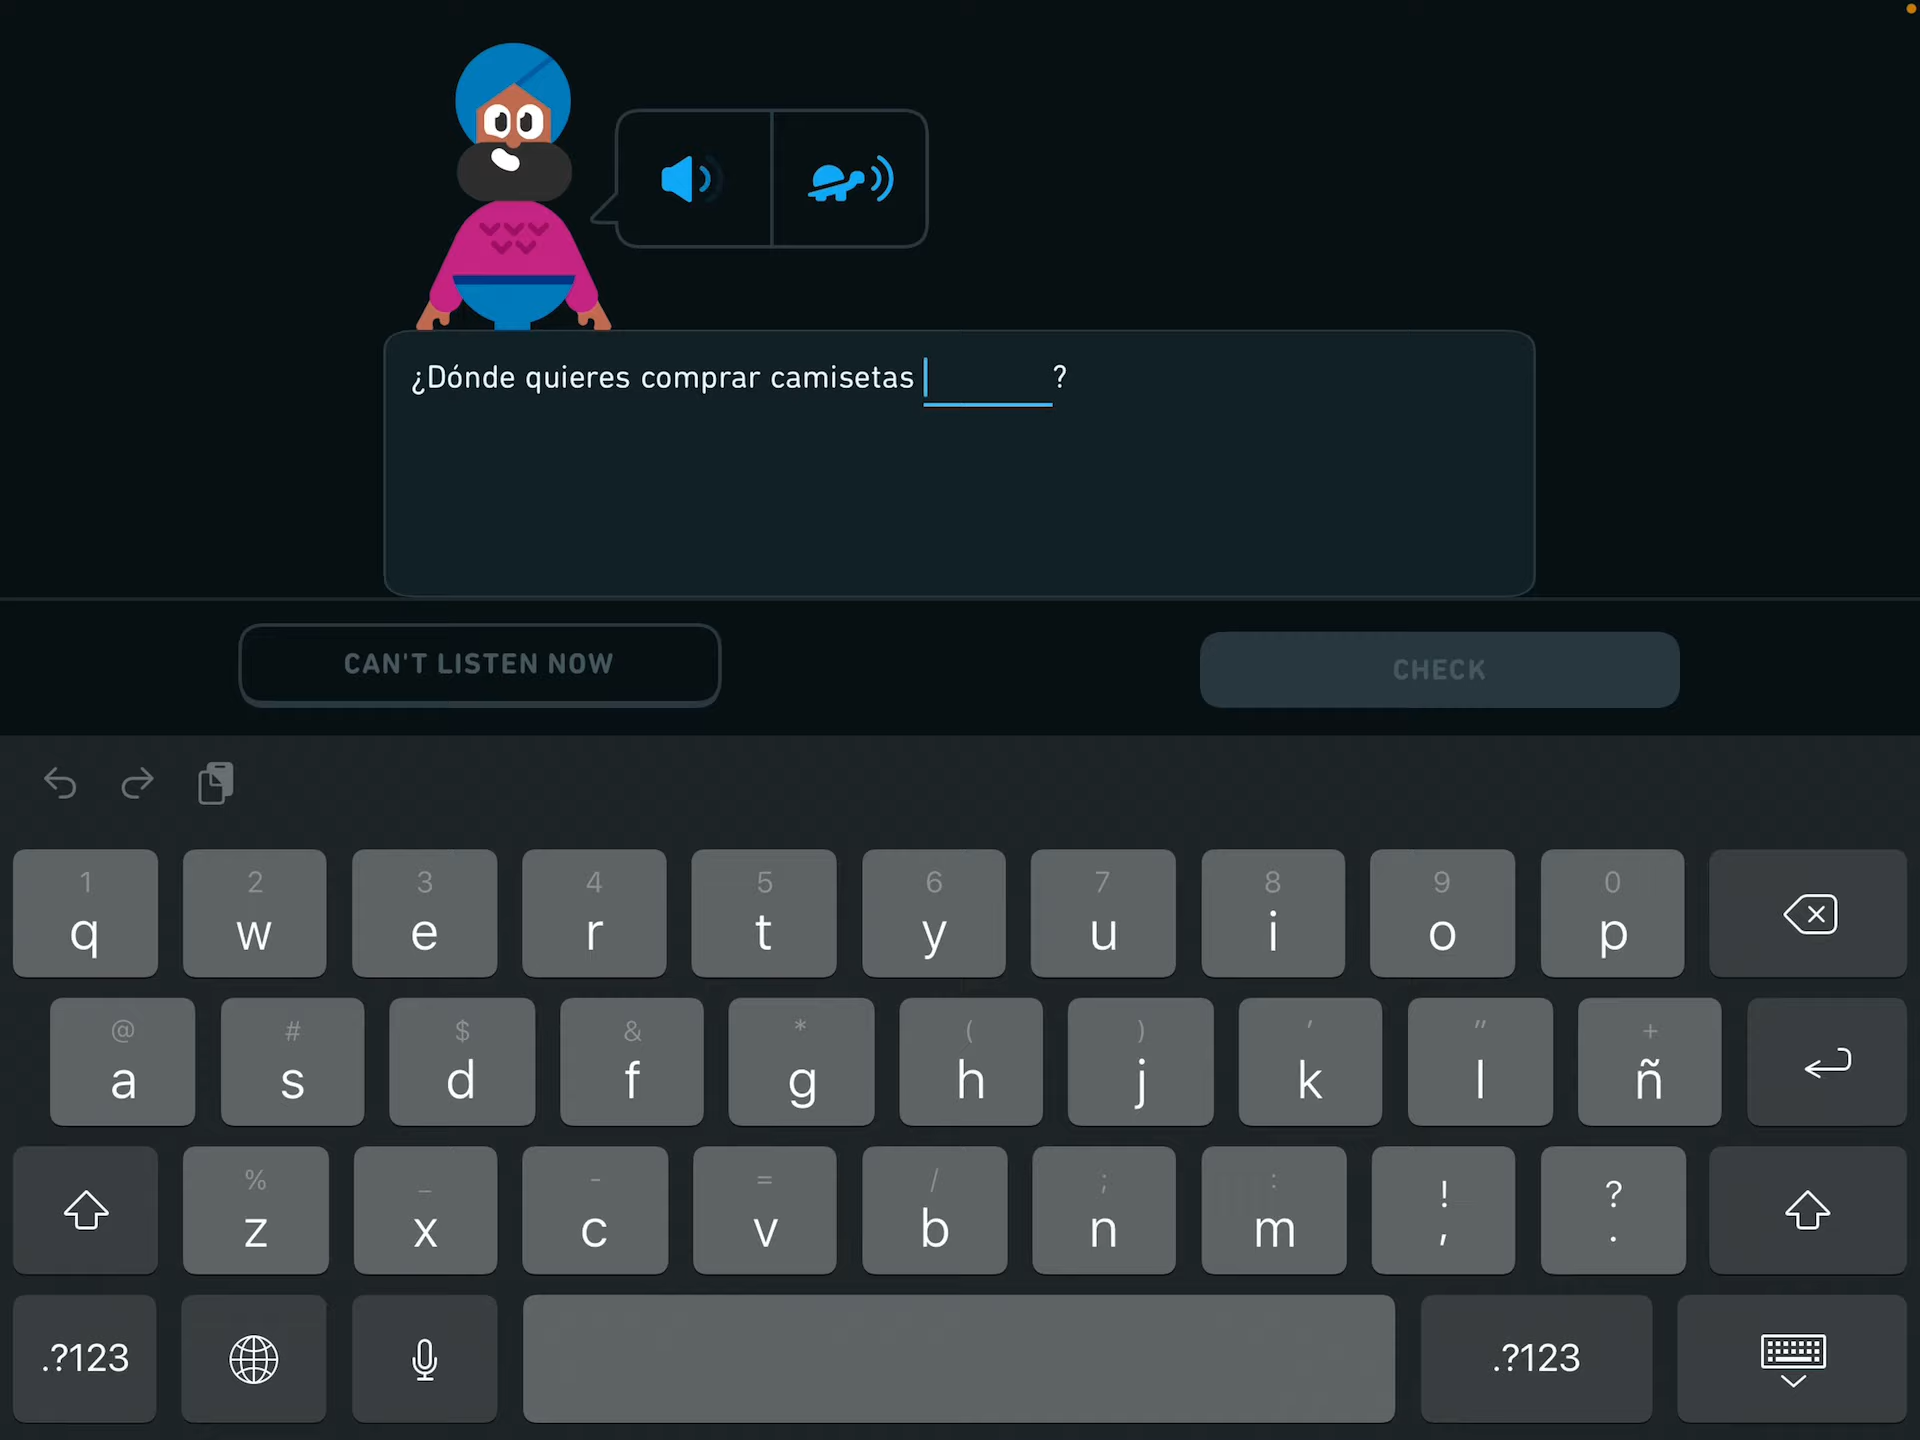 ¿Dónde quieres comprar camisetas ?
CAN'T LISTEN NOW
CHECK
1 2 3 4 5 6 7 8 9 0
q w e r t y u i o p
@ # $ & * ( ) ' " +
a s d f g h j k l ñ
% _ - = / ; : ! ?
z x c v b n m , .
.?123 .?123